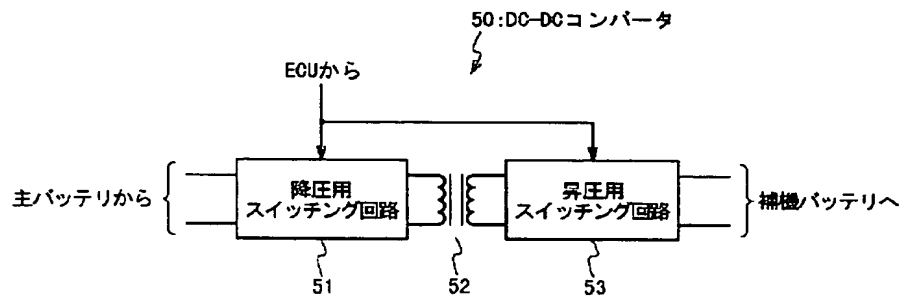 50:DC-DCコンバータ
ECUから
主バッテリから
降圧用
スイッチング回路
昇圧用
スイッチング回路
補機バッテリへ
51
52
53